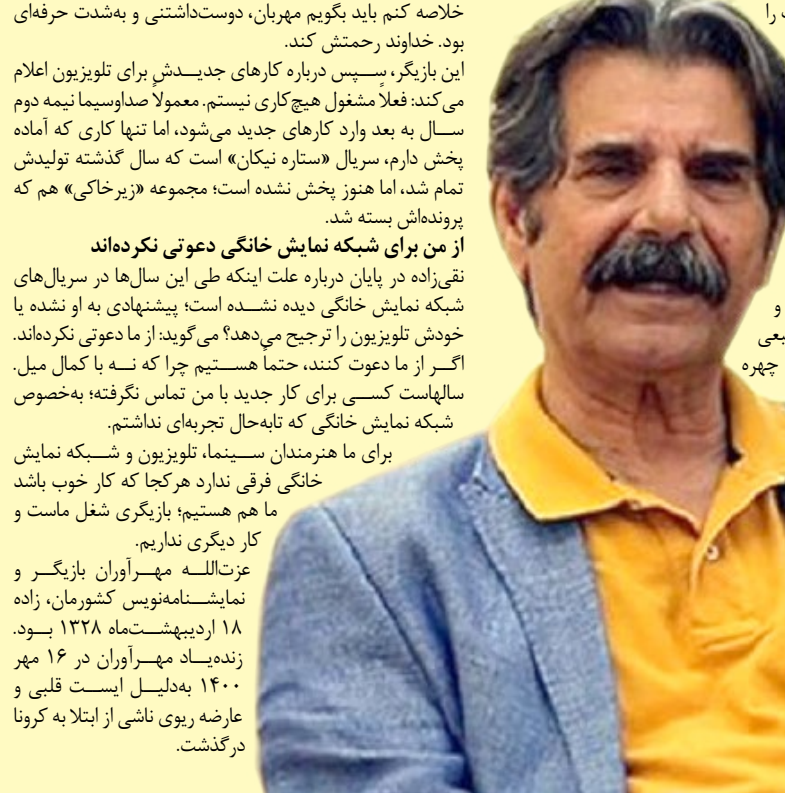 خلاصه کنم باید بگویم مهربان، دوست‌داشتنی و به‌شدت حرفه‌ای
بود. خداوند رحمتش کند.
این بازیگر، سپس درباره کارهای جدیدش برای تلویزیون اعلام
می‌کند: فعلاً مشغول هیچ کاری نیستم. معمولاً صداوسیما نیمه دوم
سال به بعد وارد کارهای جدید می‌شود، اما تنها کاری که آماده
پخش دارم، سریال «ستاره نیکان» است که سال گذشته تولیدش
تمام شد، اما هنوز پخش نشده است؛ مجموعه «زیرخاکی» هم که
پرونده‌اش بسته شد.
از من برای شبکه نمایش خانگی دعوتی نکرده‌اند
نقی‌زاده در پایان درباره علت اینکه طی این سال‌ها در سریال‌های
شبکه نمایش خانگی دیده نشده است؛ پیشنهادی به او نشده یا
خودش تلویزیون را ترجیح می‌دهد؟ می‌گوید: از ما دعوتی نکرده‌اند.
اگر از ما دعوت کنند، حتماً هستیم چرا که نه با کمال میل.
سالهاست کسی برای کار جدید با من تماس نگرفته؛ به‌خصوص
شبکه نمایش خانگی که تابه‌حال تجربه‌ای نداشتم.
برای ما هنرمندان سینما، تلویزیون و شبکه نمایش
خانگی فرقی ندارد هرکجا که کار خوب باشد
ما هم هستیم؛ بازیگری شغل ماست و
کار دیگری نداریم.
عزت‌الله مهرآوران بازیگر و
نمایشنامه‌نویس کشورمان، زاده
۱۸ اردیبهشت‌ماه ۱۳۲۸ بود.
زنده‌یاد مهرآوران در ۱۶ مهر
۱۴۰۰ به‌دلیل ایست قلبی و
عارضه ریوی ناشی از ابتلا به کرونا
درگذشت.
را
و
چهره